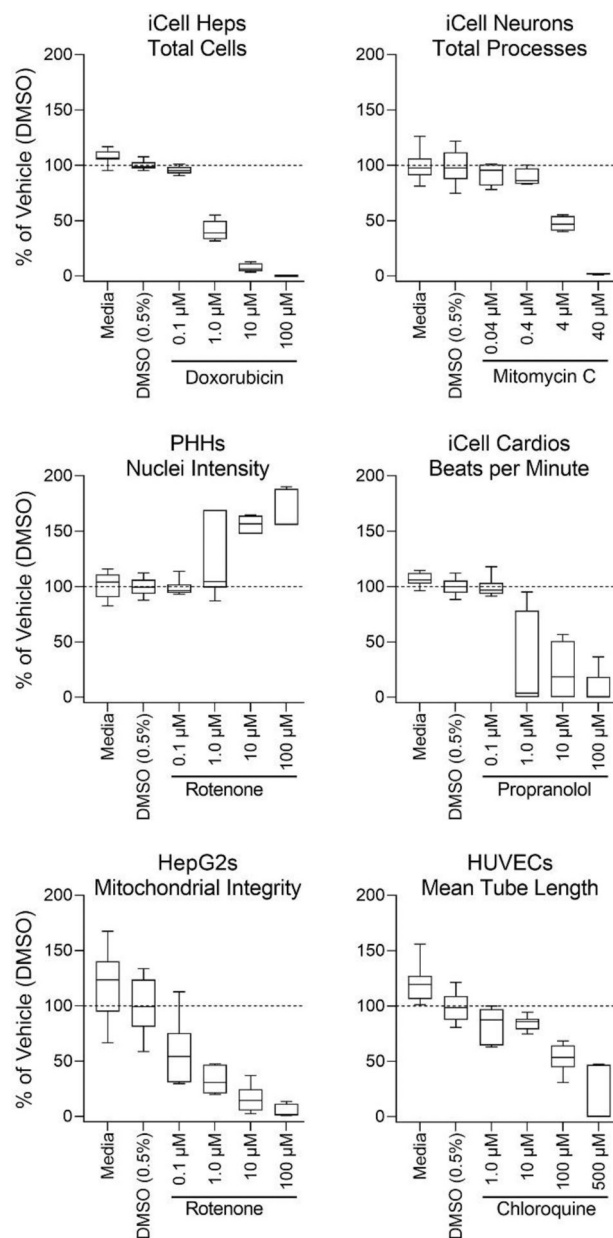 iCell Heps
Total Cells
% of Vehicle (DMSO)
200
150
100
50
0
Media
DMSO (0.5%)
0.1 µM
1.0 µM
10 µM
100 µM
Doxorubicin
iCell Neurons
Total Processes
200
150
100
50
0
Media
DMSO (0.5%)
0.04 µM
0.4 µM
4 µM
40 µM
Mitomycin C
PHHs
Nuclei Intensity
% of Vehicle (DMSO)
200
150
100
50
0
Media
DMSO (0.5%)
0.1 µM
1.0 µM
10 µM
100 µM
Rotenone
iCell Cardios
Beats per Minute
200
150
100
50
0
Media
DMSO (0.5%)
0.1 µM
1.0 µM
10 µM
100 µM
Propranolol
HepG2s
Mitochondrial Integrity
% of Vehicle (DMSO)
200
150
100
50
0
Media
DMSO (0.5%)
0.1 µM
1.0 µM
10 µM
100 µM
Rotenone
HUVECs
Mean Tube Length
200
150
100
50
0
Media
DMSO (0.5%)
1.0 µM
10 µM
100 µM
500 µM
Chloroquine